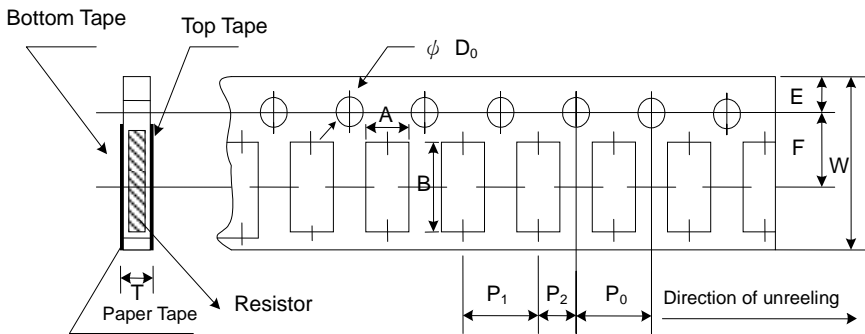 Bottom Tape
Top Tape
ψ D₀
A
B
E
F
W
T
Paper Tape
Resistor
P₁
P₂
P₀
Direction of unreeling